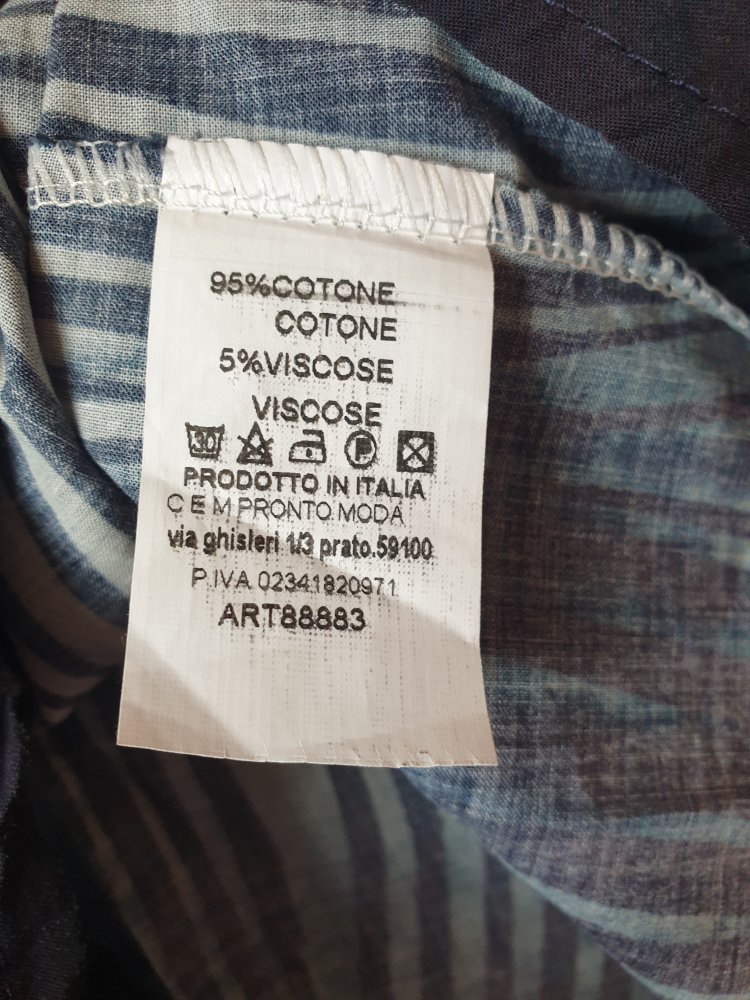 95%COTONE
COTONE
5%VISCOSE
VISCOSE
30 P
PRODOTTO IN ITALIA
C E M PRONTO MODA
via ghisleri 1/3 prato.59100
P.IVA 02341820971
ART88883